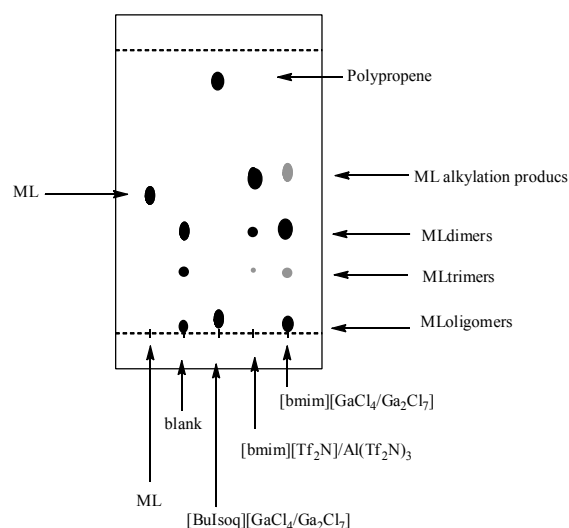 Polypropene
ML
ML alkylation producs
MLdimers
MLtrimers
MLoligomers
[bmim][GaCl₄/Ga₂Cl₇]
blank
[bmim][Tf₂N]/Al(Tf₂N)₃
ML
[BuIsoq][GaCl₄/Ga₂Cl₇]